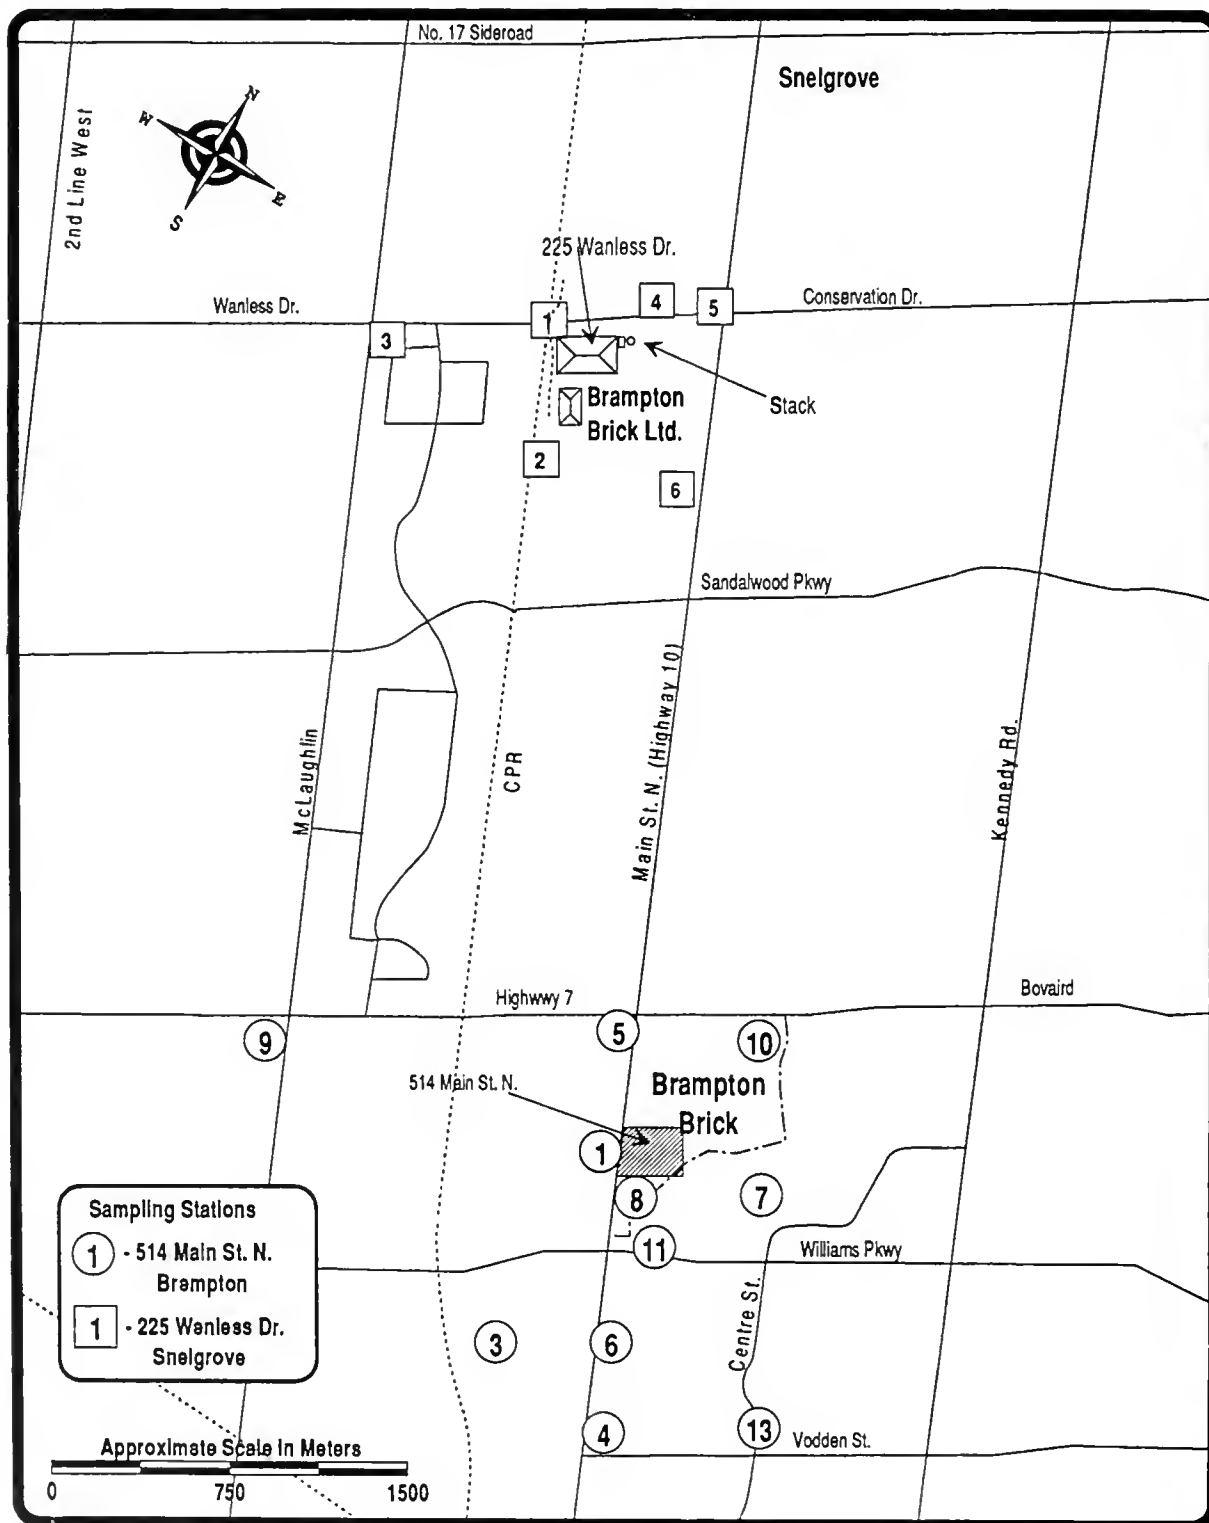 No. 17 Sideroad
Snelgrove
N
W
E
S
2nd Line West
225 Wanless Dr.
Wanless Dr.
Conservation Dr.
1
4
5
3
Stack
Brampton
Brick Ltd.
2
6
Sandalwood Pkwy
McLaughlin
CPR
Main St. N. (Highway 10)
Kennedy Rd.
Highwwy 7
Bovaird
9
5
10
514 Main St. N.
Brampton
Brick
1
8
7
11
Williams Pkwy
Centre St.
3
6
4
13
Vodden St.
Sampling Stations
1 - 514 Main St. N.
Brampton
1 - 225 Wanless Dr.
Snelgrove
Approximate Scale in Meters
0 750 1500